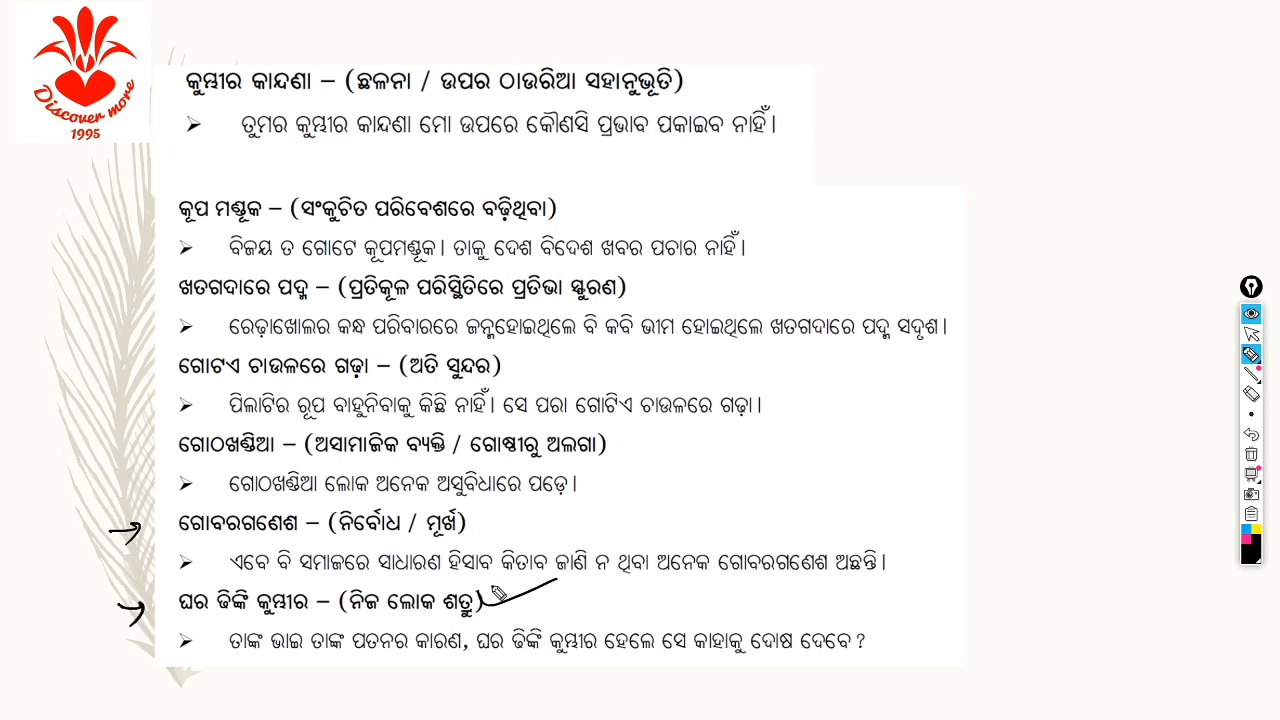 Discover more
1995
କୁମ୍ଭୀର କାନ୍ଦଣା – (ଛଳନା / ଉପର ଠାଉରିଆ ସହାନୁଭୂତି)
➢ ତୁମର କୁମ୍ଭୀର କାନ୍ଦଣା ମୋ ଉପରେ କୌଣସି ପ୍ରଭାବ ପକାଇବ ନାହିଁ।
କୂପ ମଣ୍ଡୂକ – (ସଂକୁଚିତ ପରିବେଶରେ ବଢ଼ିଥିବା)
➢ ବିଜୟ ତ ଗୋଟେ କୂପମଣ୍ଡୂକ। ତାକୁ ଦେଶ ବିଦେଶ ଖବର ପଚାର ନାହିଁ।
ଖତଗଦାରେ ପଦ୍ମ – (ପ୍ରତିକୂଳ ପରିସ୍ଥିତିରେ ପ୍ରତିଭା ସ୍ଫୁରଣ)
➢ ରେଢ଼ାଖୋଲର କନ୍ଧ ପରିବାରରେ ଜନ୍ମହୋଇଥିଲେ ବି କବି ଭୀମ ହୋଇଥିଲେ ଖତଗଦାରେ ପଦ୍ମ ସଦୃଶ।
ଗୋଟଏ ଚାଉଳରେ ଗଢ଼ା – (ଅତି ସୁନ୍ଦର)
➢ ପିଲାଟିର ରୂପ ବାହୁନିବାକୁ କିଛି ନାହିଁ। ସେ ପରା ଗୋଟିଏ ଚାଉଳରେ ଗଢ଼ା।
ଗୋଠଖଣ୍ଡିଆ – (ଅସାମାଜିକ ବ୍ୟକ୍ତି / ଗୋଷ୍ଠୀରୁ ଅଲଗା)
➢ ଗୋଠଖଣ୍ଡିଆ ଲୋକ ଅନେକ ଅସୁବିଧାରେ ପଡ଼େ।
ଗୋବରଗଣେଶ – (ନିର୍ବୋଧ / ମୂର୍ଖ)
➢ ଏବେ ବି ସମାଜରେ ସାଧାରଣ ହିସାବ କିତାବ ଜାଣି ନ ଥିବା ଅନେକ ଗୋବରଗଣେଶ ଅଛନ୍ତି।
ଘର ଢିଙ୍କି କୁମ୍ଭୀର – (ନିଜ ଲୋକ ଶତ୍ରୁ)
➢ ତାଙ୍କ ଭାଇ ତାଙ୍କ ପତନର କାରଣ, ଘର ଢିଙ୍କି କୁମ୍ଭୀର ହେଲେ ସେ କାହାକୁ ଦୋଷ ଦେବେ ?